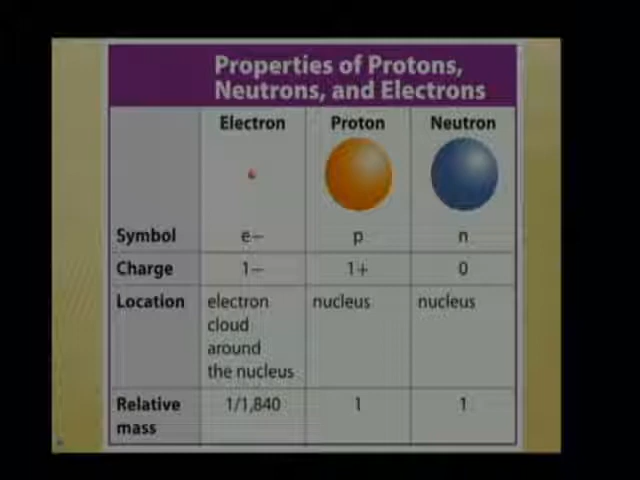 Properties of Protons,
Neutrons, and Electrons
Electron Proton Neutron
Symbol e− p n
Charge 1− 1+ 0
Location electron nucleus nucleus
cloud
around
the nucleus
Relative 1/1,840 1 1
mass